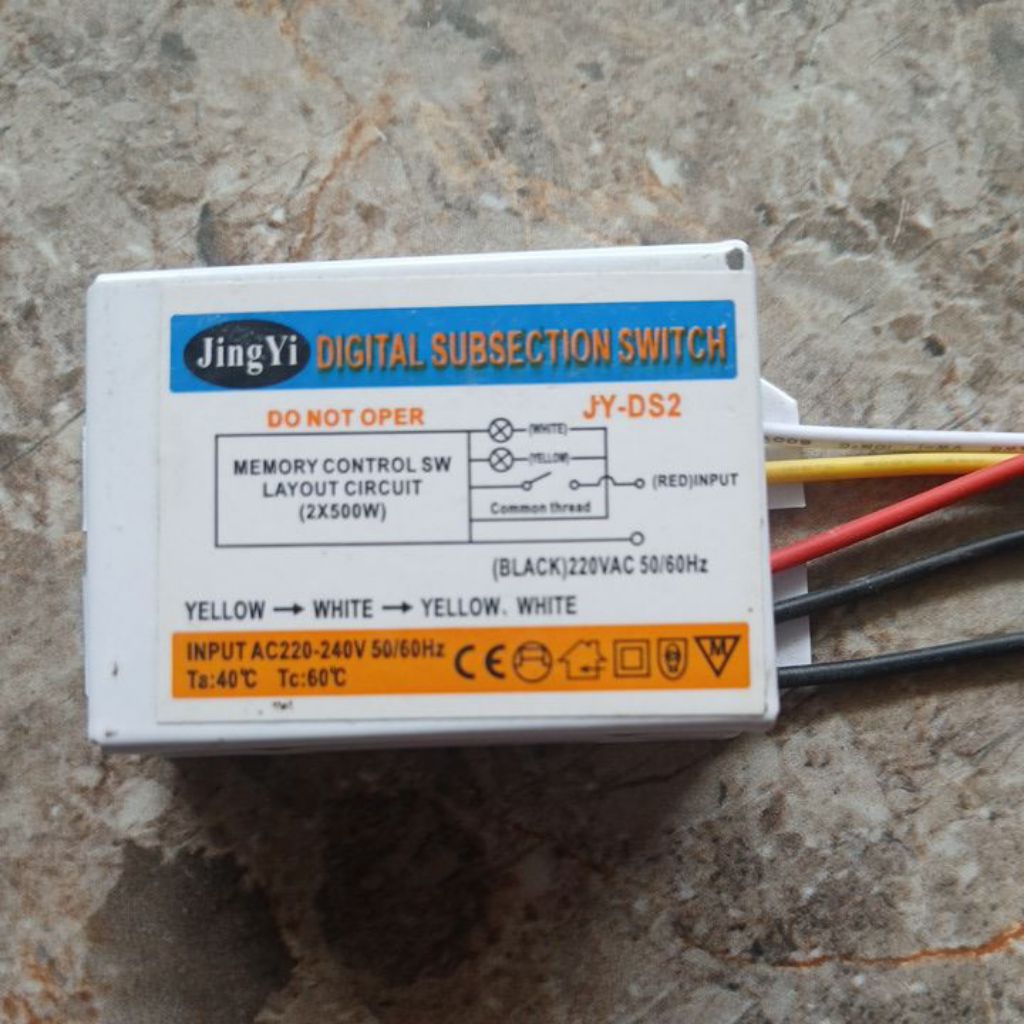 JingYi DIGITAL SUBSECTION SWITCH
DO NOT OPER
JY-DS2
(WHITE)
MEMORY CONTROL SW
LAYOUT CIRCUIT
(2X500W)
(YELLOW)
(RED)INPUT
Common thread
(BLACK)220VAC 50/60Hz
YELLOW → WHITE → YELLOW. WHITE
INPUT AC220-240V 50/60Hz
Ta:40℃ Tc:60℃
CE
M